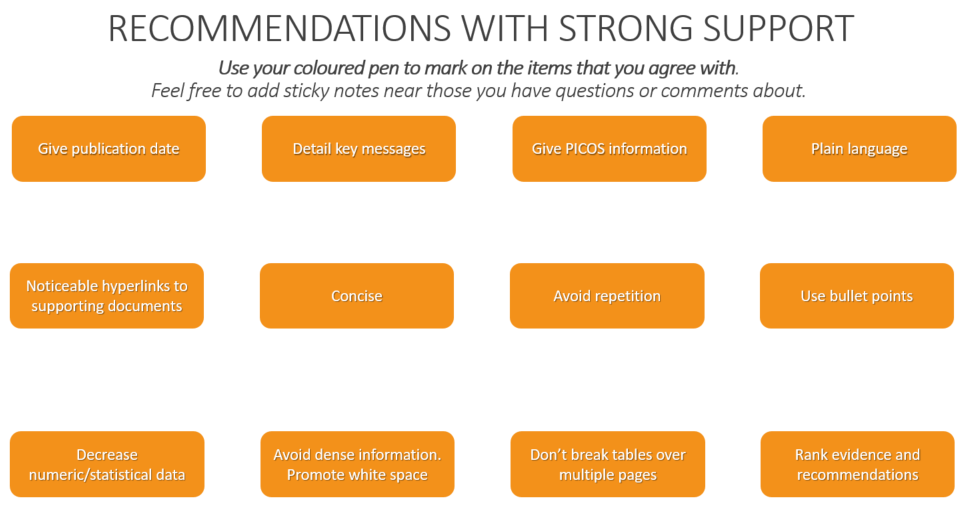 RECOMMENDATIONS WITH STRONG SUPPORT
Use your coloured pen to mark on the items that you agree with.
Feel free to add sticky notes near those you have questions or comments about.
Give publication date
Detail key messages
Give PICOS information
Plain language
Noticeable hyperlinks to
supporting documents
Concise
Avoid repetition
Use bullet points
Decrease
numeric/statistical data
Avoid dense information.
Promote white space
Don’t break tables over
multiple pages
Rank evidence and
recommendations